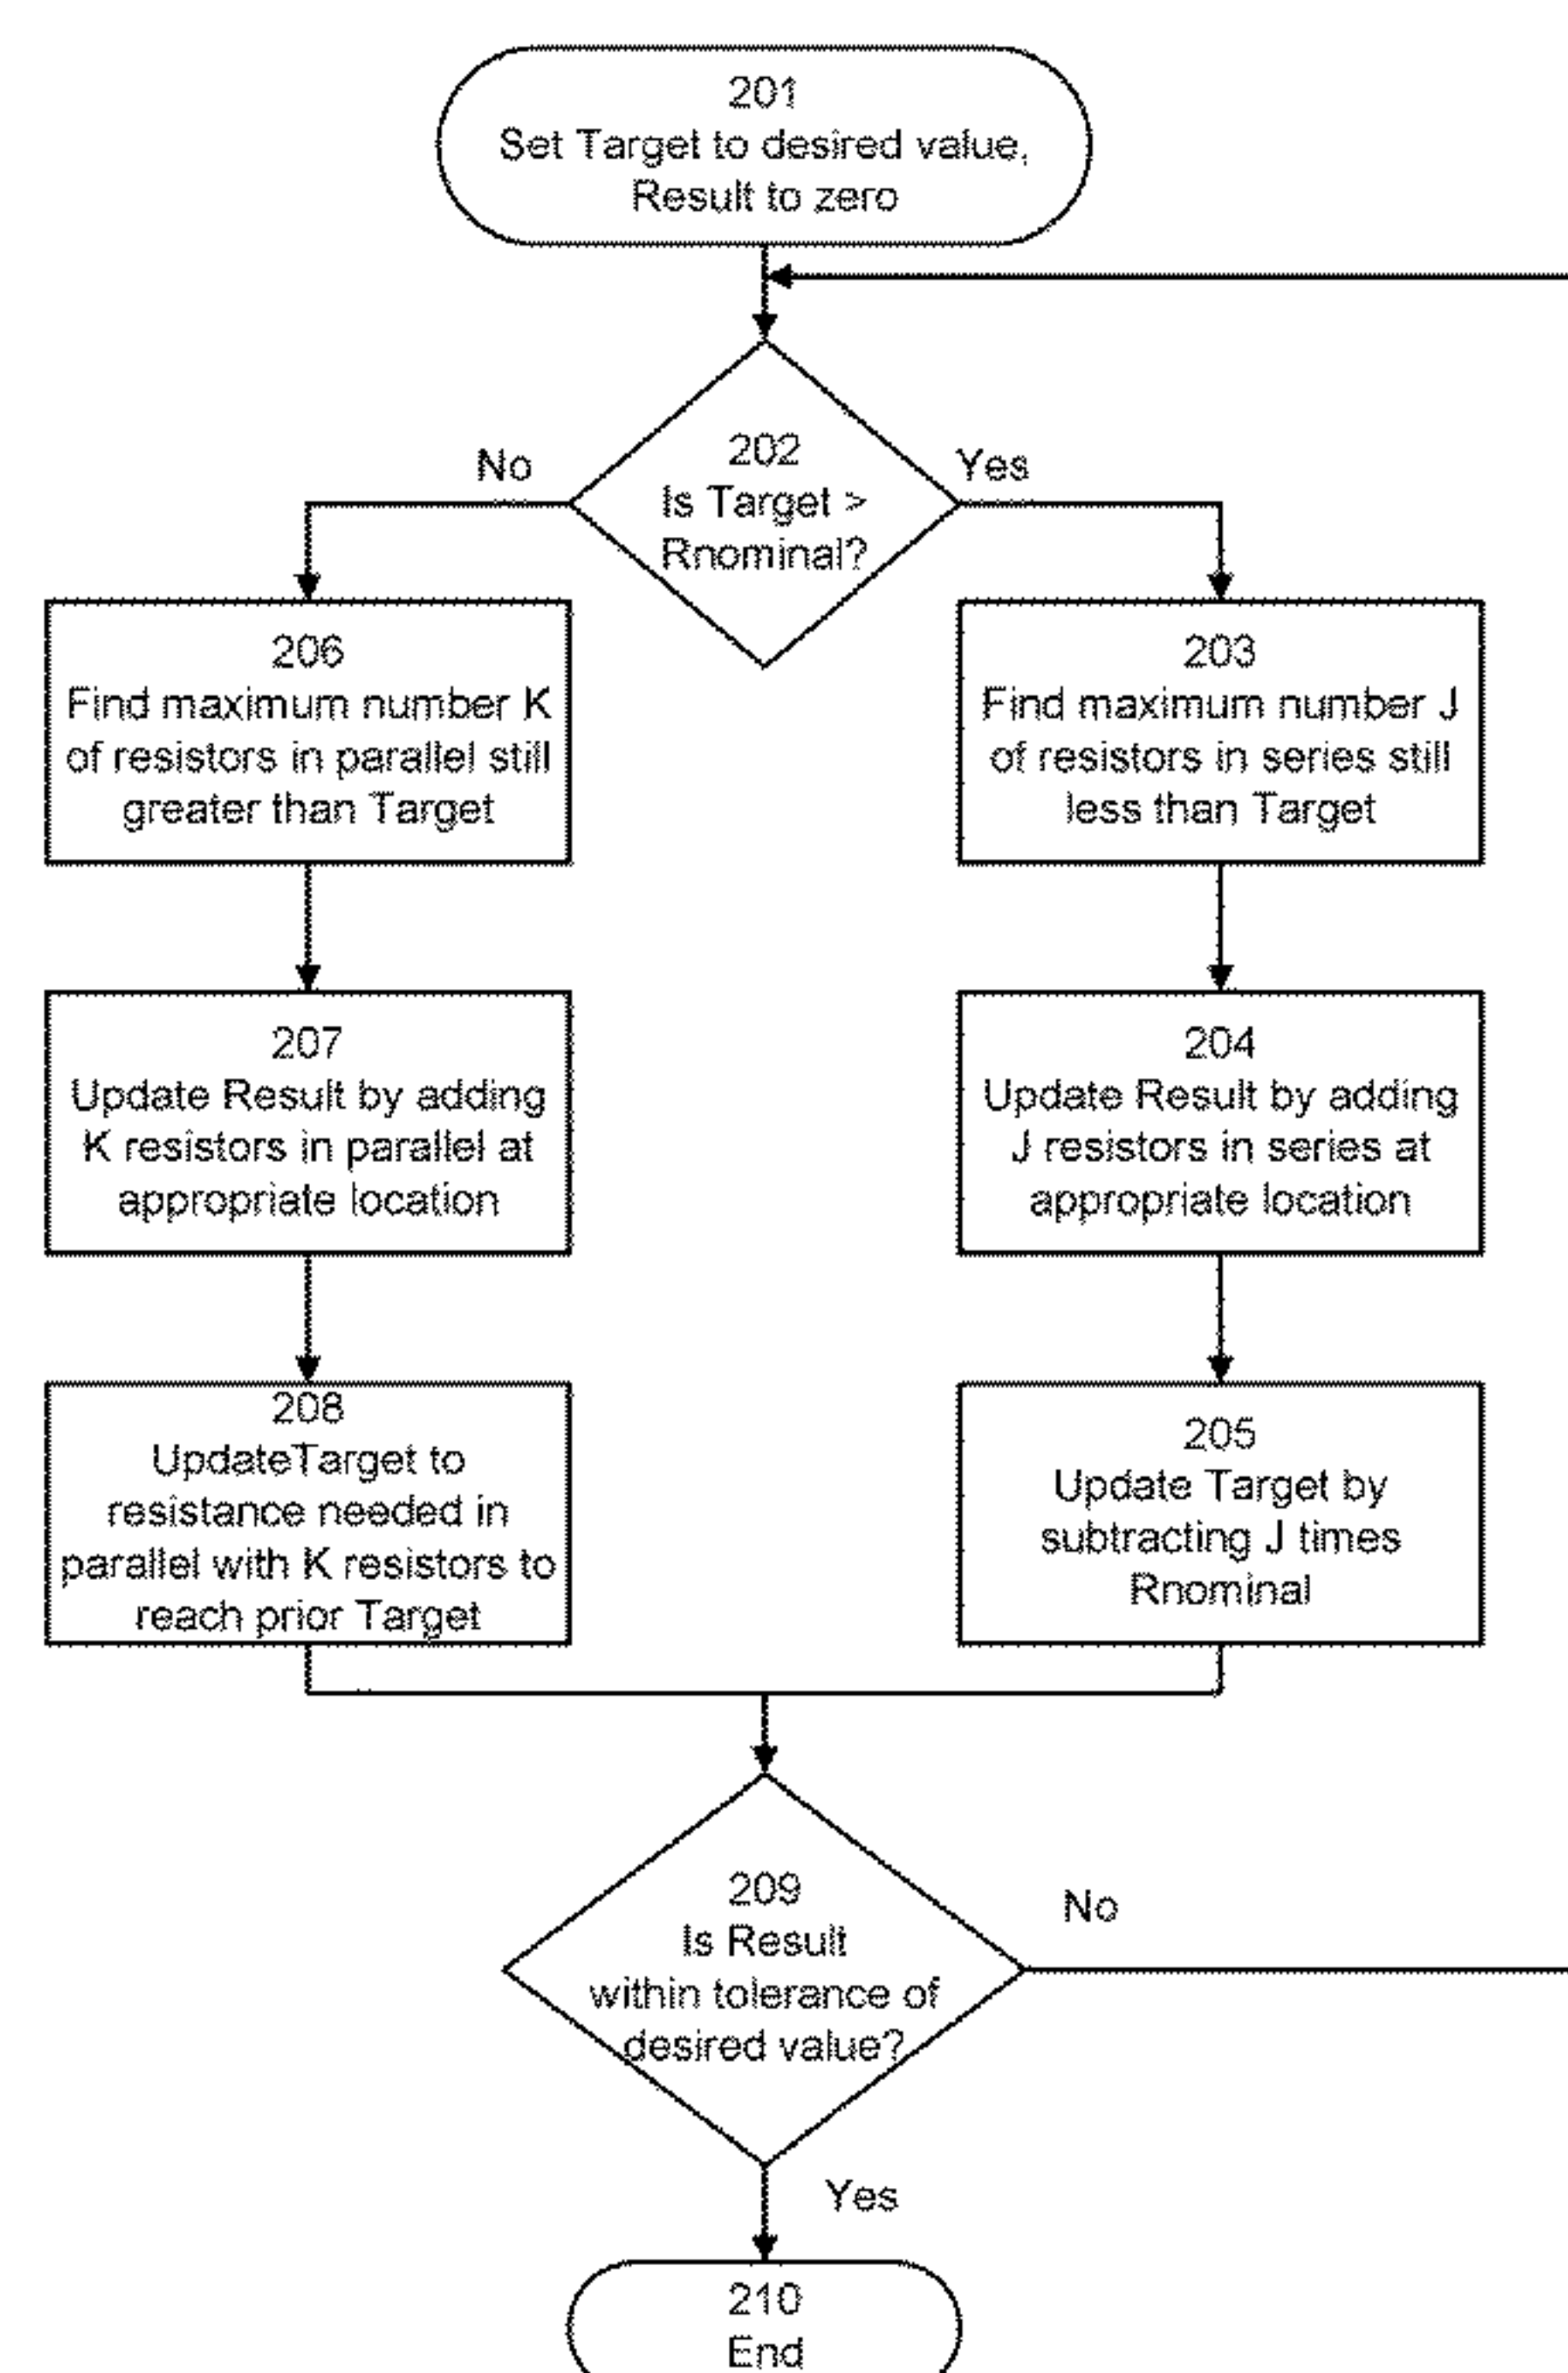 201
Set Target to desired value,
Result to zero
202
Is Target >
Rnominal?
No
Yes
206
Find maximum number K
of resistors in parallel still
greater than Target
203
Find maximum number J
of resistors in series still
less than Target
207
Update Result by adding
K resistors in parallel at
appropriate location
204
Update Result by adding
J resistors in series at
appropriate location
208
UpdateTarget to
resistance needed in
parallel with K resistors to
reach prior Target
205
Update Target by
subtracting J times
Rnominal
209
Is Result
within tolerance of
desired value?
No
Yes
210
End